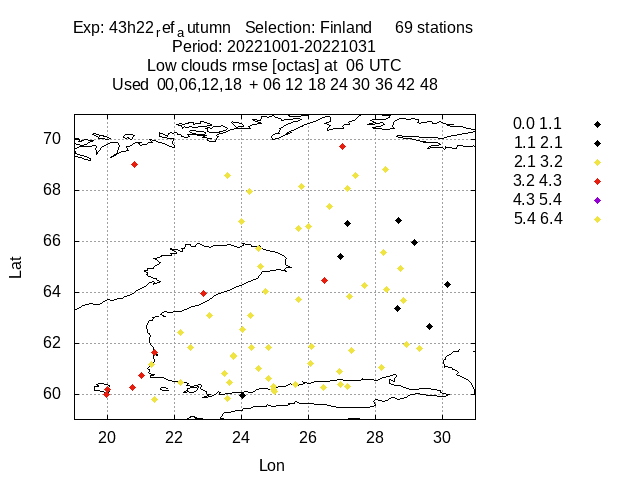 Exp: 43h22ref autumn Selection: Finland 69 stations
Period: 20221001-20221031
Low clouds rmse [octas] at 06 UTC
Used 00,06,12,18 + 06 12 18 24 30 36 42 48
0.0 1.1
1.1 2.1
2.1 3.2
3.2 4.3
4.3 5.4
5.4 6.4
70
68
66
64
62
60
Lat
20 22 24 26 28 30
Lon